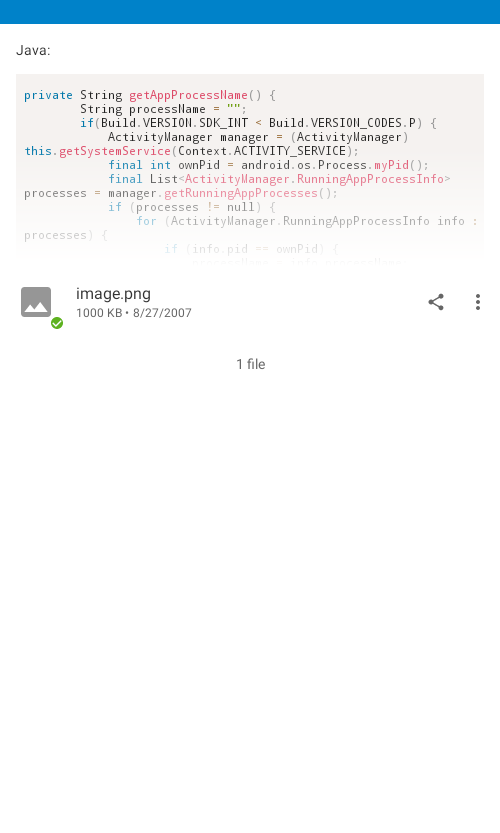 Java:
private String getAppProcessName() {
String processName = "";
if(Build.VERSION.SDK_INT < Build.VERSION_CODES.P) {
ActivityManager manager = (ActivityManager)
this.getSystemService(Context.ACTIVITY_SERVICE);
final int ownPid = android.os.Process.myPid();
final List<ActivityManager.RunningAppProcessInfo>
processes = manager.getRunningAppProcesses();
if (processes != null) {
for (ActivityManager.RunningAppProcessInfo info :
processes) {
if (info.pid == ownPid) {
image.png
1000 KB • 8/27/2007
1 file